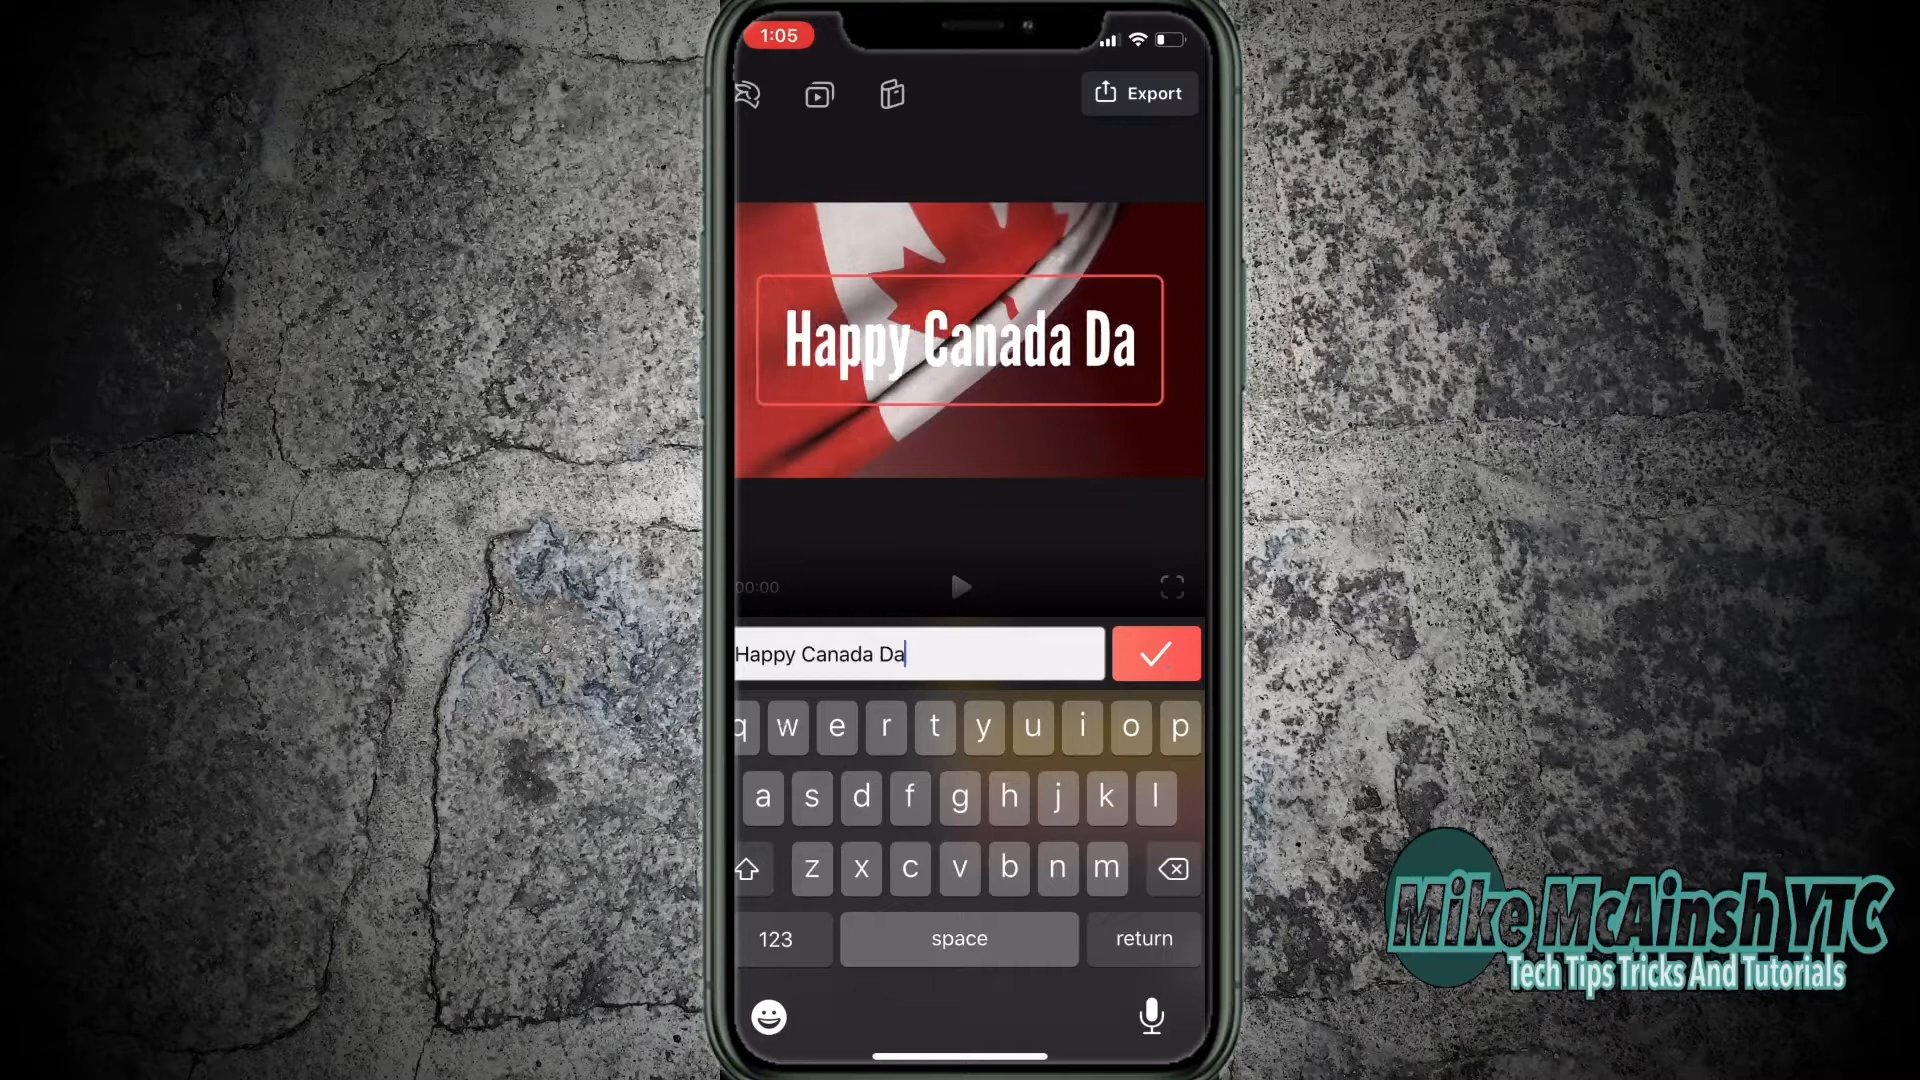 1:05
Export
Happy Canada Da
00:00
Happy Canada Da
q w e r t y u i o p
a s d f g h j k l
z x c v b n m
123 space return
Mike McAinsh YTC
Tech Tips Tricks And Tutorials